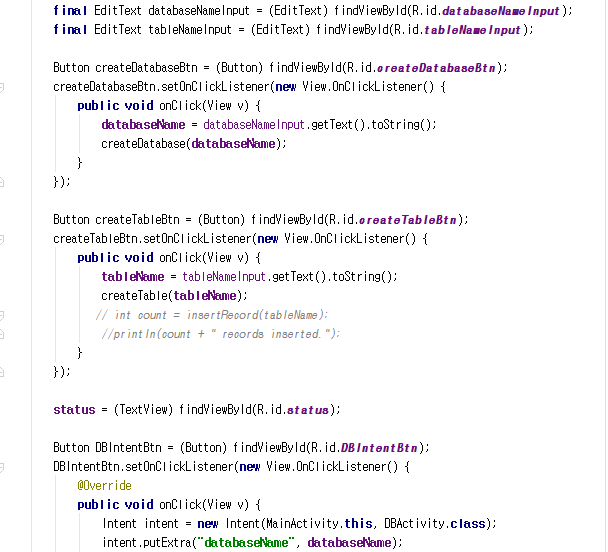 final EditText databaseNameInput = (EditText) findViewById(R.id.databaseNameInput);
final EditText tableNameInput = (EditText) findViewById(R.id.tableNameInput);
Button createDatabaseBtn = (Button) findViewById(R.id.createDatabaseBtn);
createDatabaseBtn.setOnClickListener(new View.OnClickListener() {
public void onClick(View v) {
databaseName = databaseNameInput.getText().toString();
createDatabase(databaseName);
}
});
Button createTableBtn = (Button) findViewById(R.id.createTableBtn);
createTableBtn.setOnClickListener(new View.OnClickListener() {
public void onClick(View v) {
tableName = tableNameInput.getText().toString();
createTable(tableName);
// int count = insertRecord(tableName);
//println(count + " records inserted.");
}
});
status = (TextView) findViewById(R.id.status);
Button DBIntentBtn = (Button) findViewById(R.id.DBIntentBtn);
DBIntentBtn.setOnClickListener(new View.OnClickListener() {
@Override
public void onClick(View v) {
Intent intent = new Intent(MainActivity.this, DBActivity.class);
intent.putExtra("databaseName", databaseName);